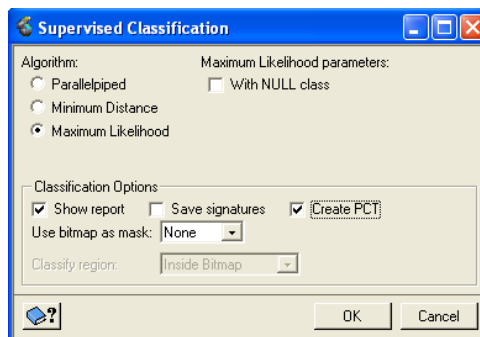 Supervised Classification
Algorithm: Maximum Likelihood parameters:
Parallelpiped With NULL class
Minimum Distance
Maximum Likelihood
Classification Options
Show report Save signatures Create PCT
Use bitmap as mask: None
Classify region: Inside Bitmap
? OK Cancel